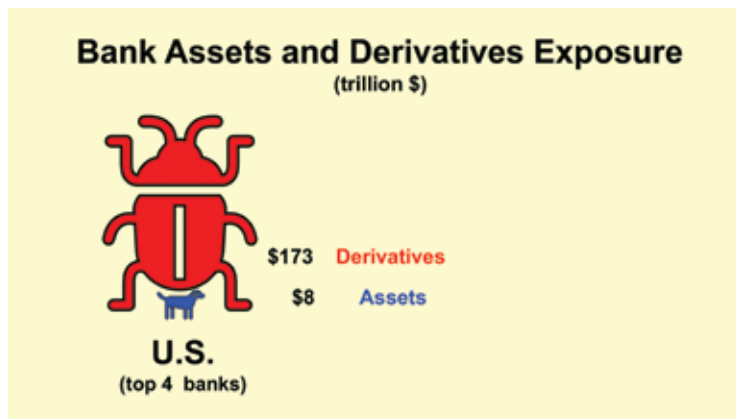 Bank Assets and Derivatives Exposure
(trillion $)
$173 Derivatives
$8 Assets
U.S.
(top 4 banks)